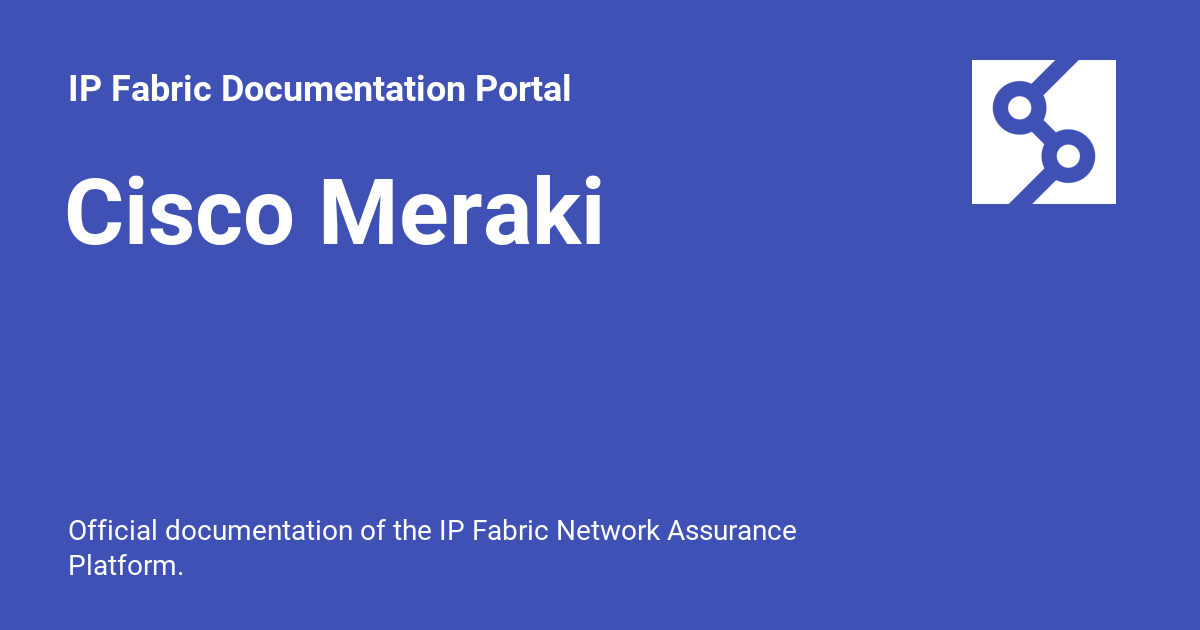 IP Fabric Documentation Portal
Cisco Meraki
Official documentation of the IP Fabric Network Assurance
Platform.